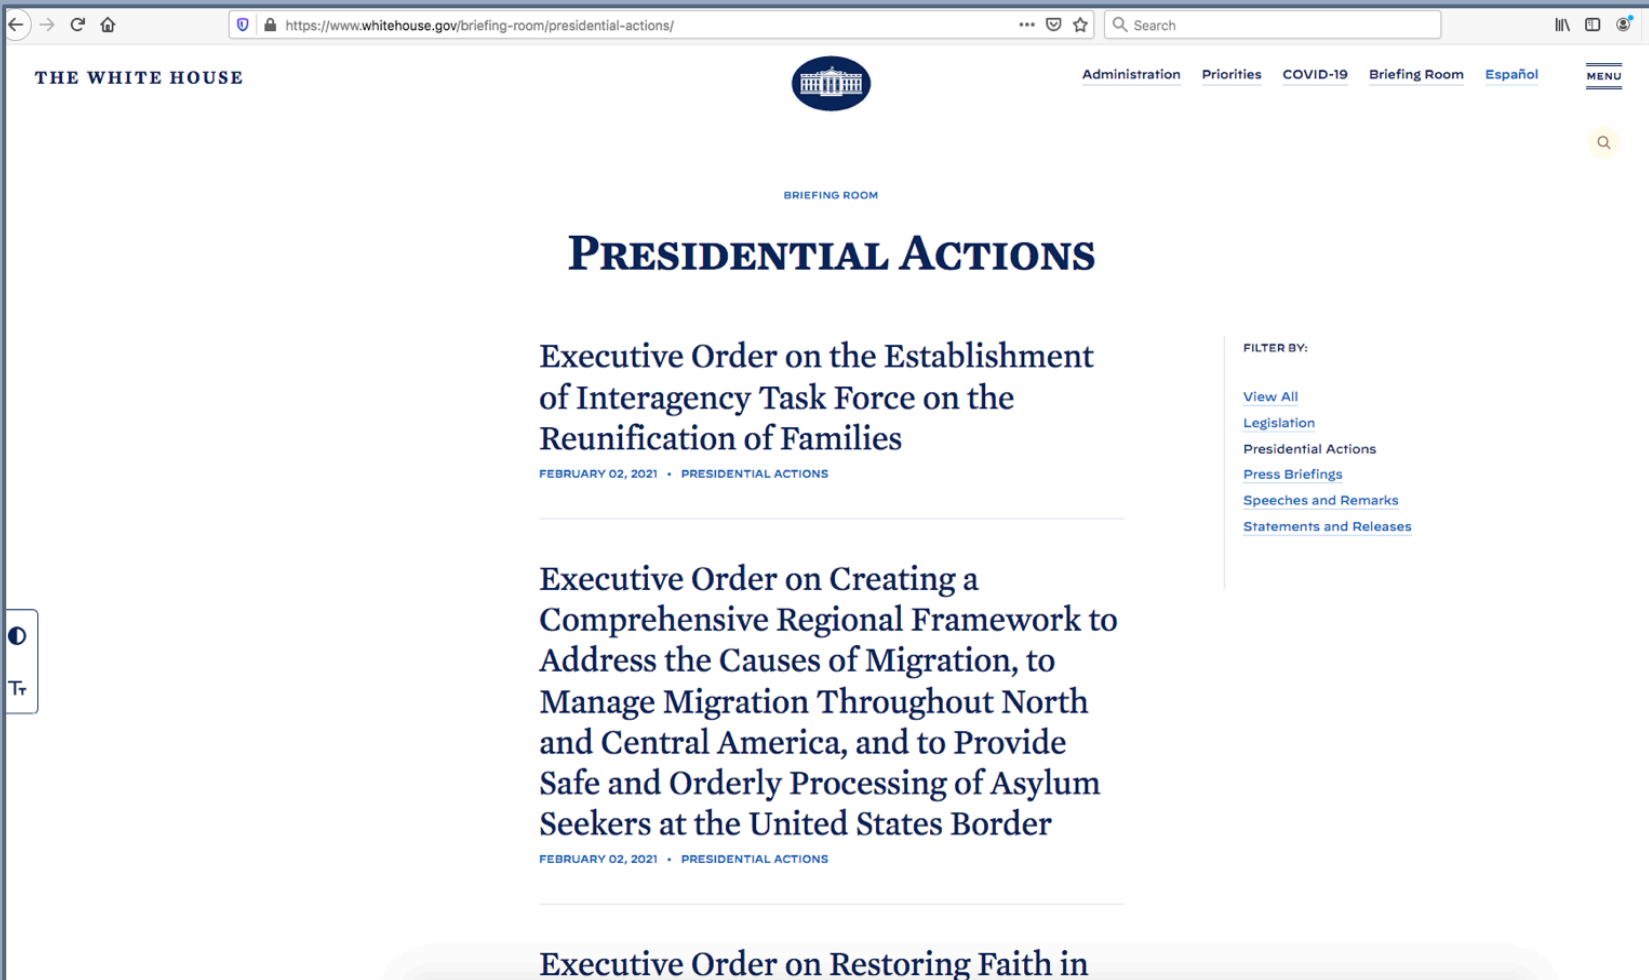 https://www.whitehouse.gov/briefing-room/presidential-actions/
Search
THE WHITE HOUSE
Administration Priorities COVID-19 Briefing Room Español
MENU
BRIEFING ROOM
PRESIDENTIAL ACTIONS
Executive Order on the Establishment
of Interagency Task Force on the
Reunification of Families
FEBRUARY 02, 2021 • PRESIDENTIAL ACTIONS
Executive Order on Creating a
Comprehensive Regional Framework to
Address the Causes of Migration, to
Manage Migration Throughout North
and Central America, and to Provide
Safe and Orderly Processing of Asylum
Seekers at the United States Border
FEBRUARY 02, 2021 • PRESIDENTIAL ACTIONS
Executive Order on Restoring Faith in
FILTER BY:
View All
Legislation
Presidential Actions
Press Briefings
Speeches and Remarks
Statements and Releases
TT